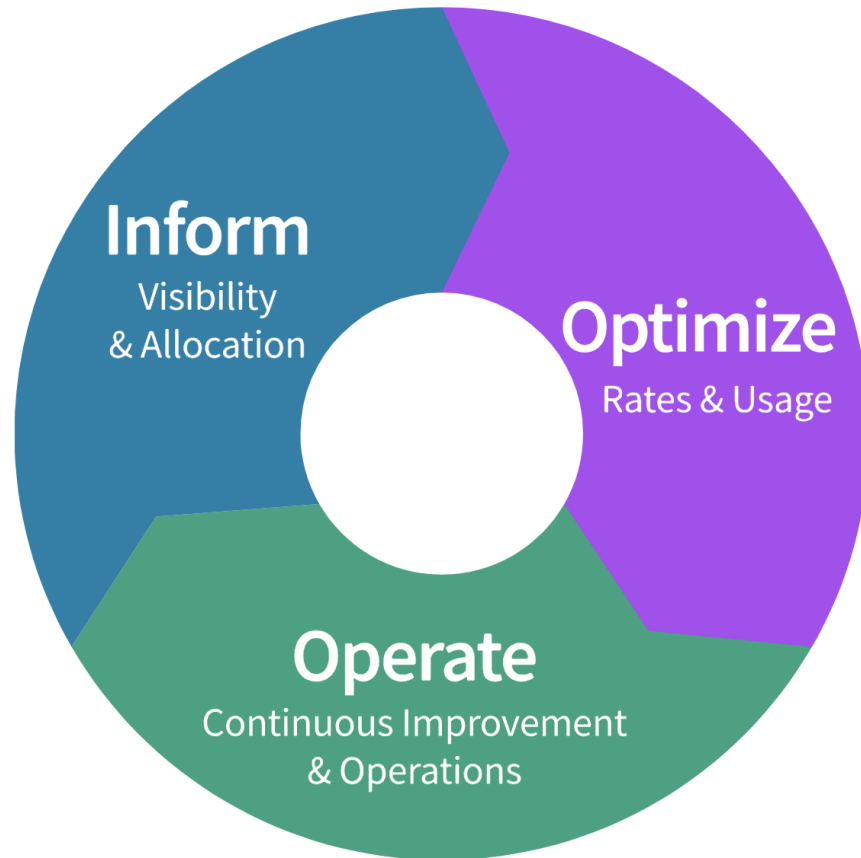 Inform
Visibility
& Allocation
Optimize
Rates & Usage
Operate
Continuous Improvement
& Operations